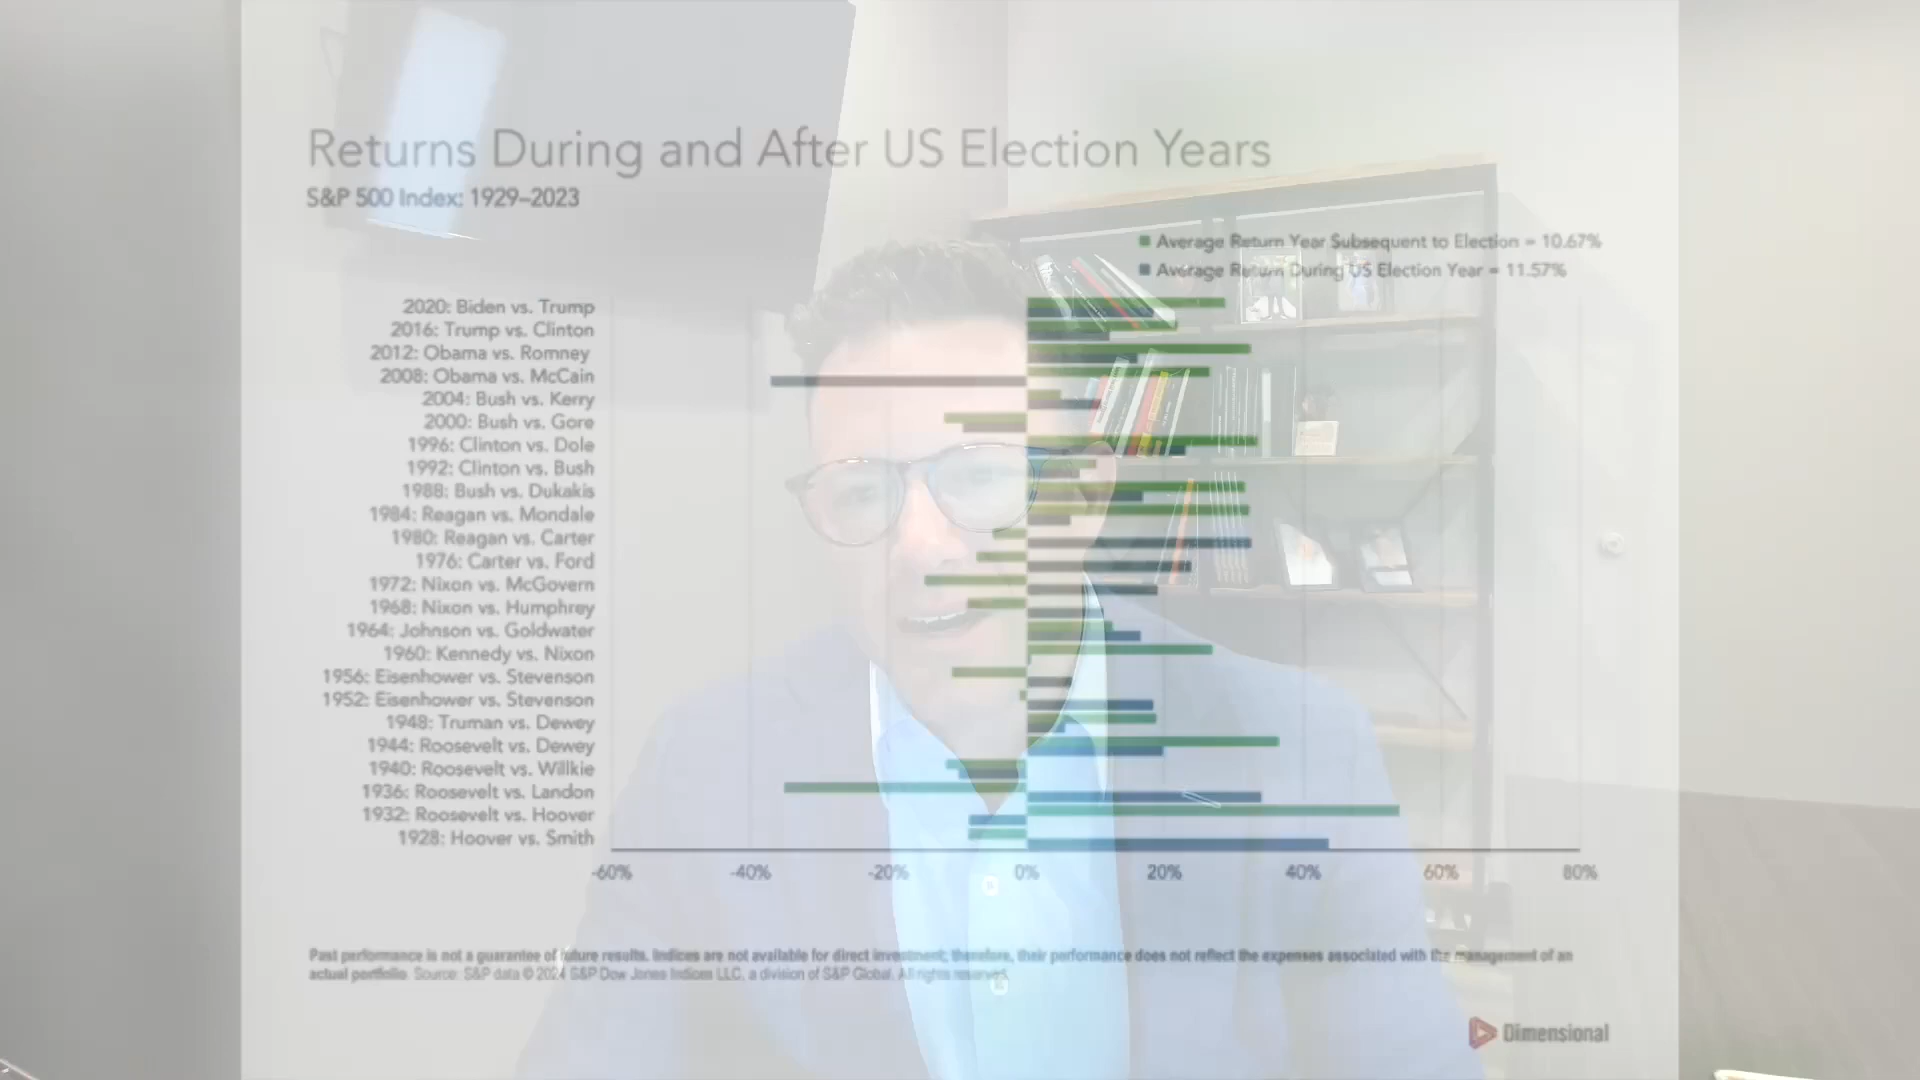 Returns During and After US Election Years
S&P 500 Index: 1929–2023
Average Return Year Subsequent to Election = 10.67%
Average Return During US Election Year = 11.57%
2020: Biden vs. Trump
2016: Trump vs. Clinton
2012: Obama vs. Romney
2008: Obama vs. McCain
2004: Bush vs. Kerry
2000: Bush vs. Gore
1996: Clinton vs. Dole
1992: Clinton vs. Bush
1988: Bush vs. Dukakis
1984: Reagan vs. Mondale
1980: Reagan vs. Carter
1976: Carter vs. Ford
1972: Nixon vs. McGovern
1968: Nixon vs. Humphrey
1964: Johnson vs. Goldwater
1960: Kennedy vs. Nixon
1956: Eisenhower vs. Stevenson
1952: Eisenhower vs. Stevenson
1948: Truman vs. Dewey
1944: Roosevelt vs. Dewey
1940: Roosevelt vs. Willkie
1936: Roosevelt vs. Landon
1932: Roosevelt vs. Hoover
1928: Hoover vs. Smith
-60% -40% -20% 0% 20% 40% 60% 80%
Past performance is not a guarantee of future results. Indices are not available for direct investment; therefore, their performance does not reflect the expenses associated with the management of an
actual portfolio. Source: S&P data © 2024 S&P Dow Jones Indices LLC, a division of S&P Global. All rights reserved.
Dimensional